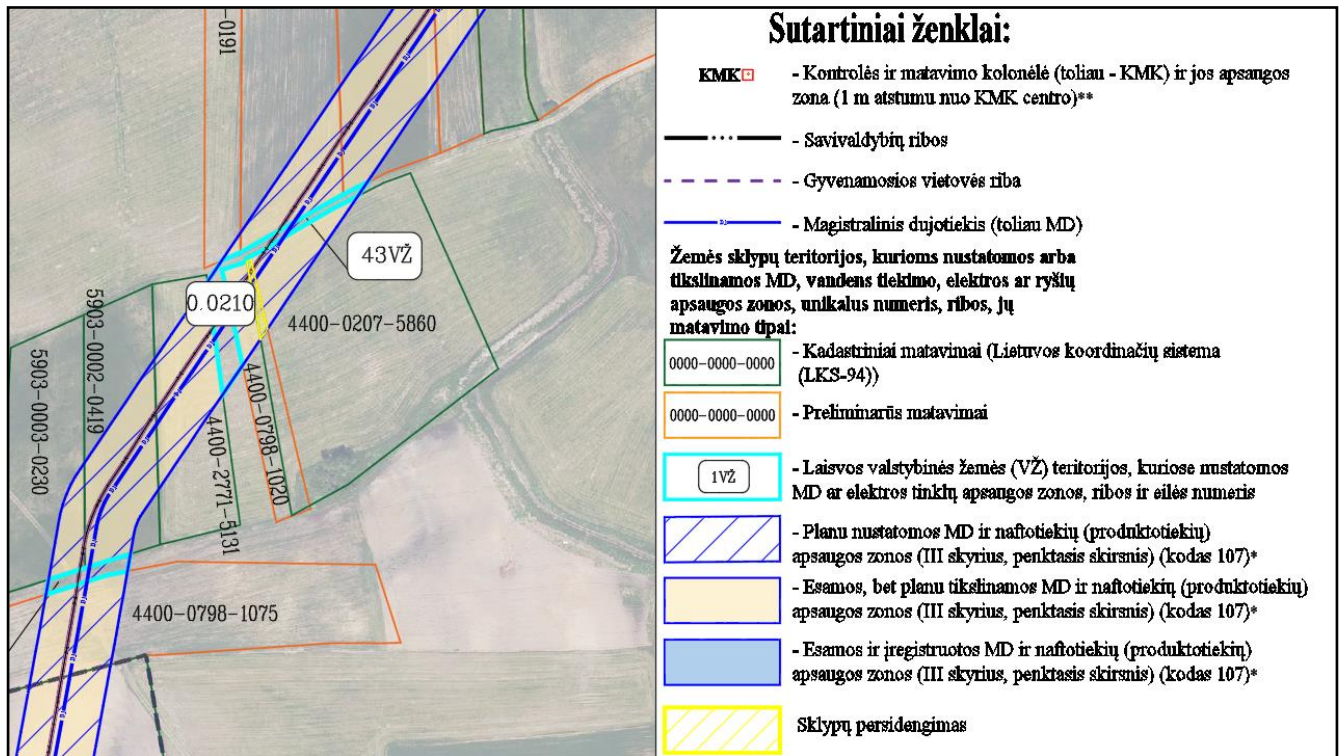 -0191
43VŽ
0.0210
4400-0207-5860
5903-0002-0419
5903-0003-0230
4400-0798-1020
4400-2771-5131
4400-0798-1075
Sutartiniai ženklai:
KMK
- Kontrolės ir matavimo kolonėlė (toliau - KMK) ir jos apsaugos
zona (1 m atstumu nuo KMK centro)**
- Savivaldybių ribos
- Gyvenamosios vietovės riba
- Magistralinis dujotiekis (toliau MD)
Žemės sklypų teritorijos, kurioms nustatomos arba
tikslinamos MD, vandens tiekimo, elektros ar ryšių
apsaugos zonos, unikalus numeris, ribos, jų
matavimo tipai:
0000-0000-0000
- Kadastriniai matavimai (Lietuvos koordinačių sistema
(LKS-94))
0000-0000-0000
- Preliminarūs matavimai
1VŽ
- Laisvos valstybinės žemės (VŽ) teritorijos, kuriose nustatomos
MD ar elektros tinklų apsaugos zonos, ribos ir eilės numeris
- Planu nustatomos MD ir naftotiekių (produktotiekių)
apsaugos zonos (III skyrius, penktasis skirsnis) (kodas 107)*
- Esamos, bet planu tikslinamos MD ir naftotiekių (produktotiekių)
apsaugos zonos (III skyrius, penktasis skirsnis) (kodas 107)*
- Esamos ir įregistruotos MD ir naftotiekių (produktotiekių)
apsaugos zonos (III skyrius, penktasis skirsnis) (kodas 107)*
Sklypų persidengimas